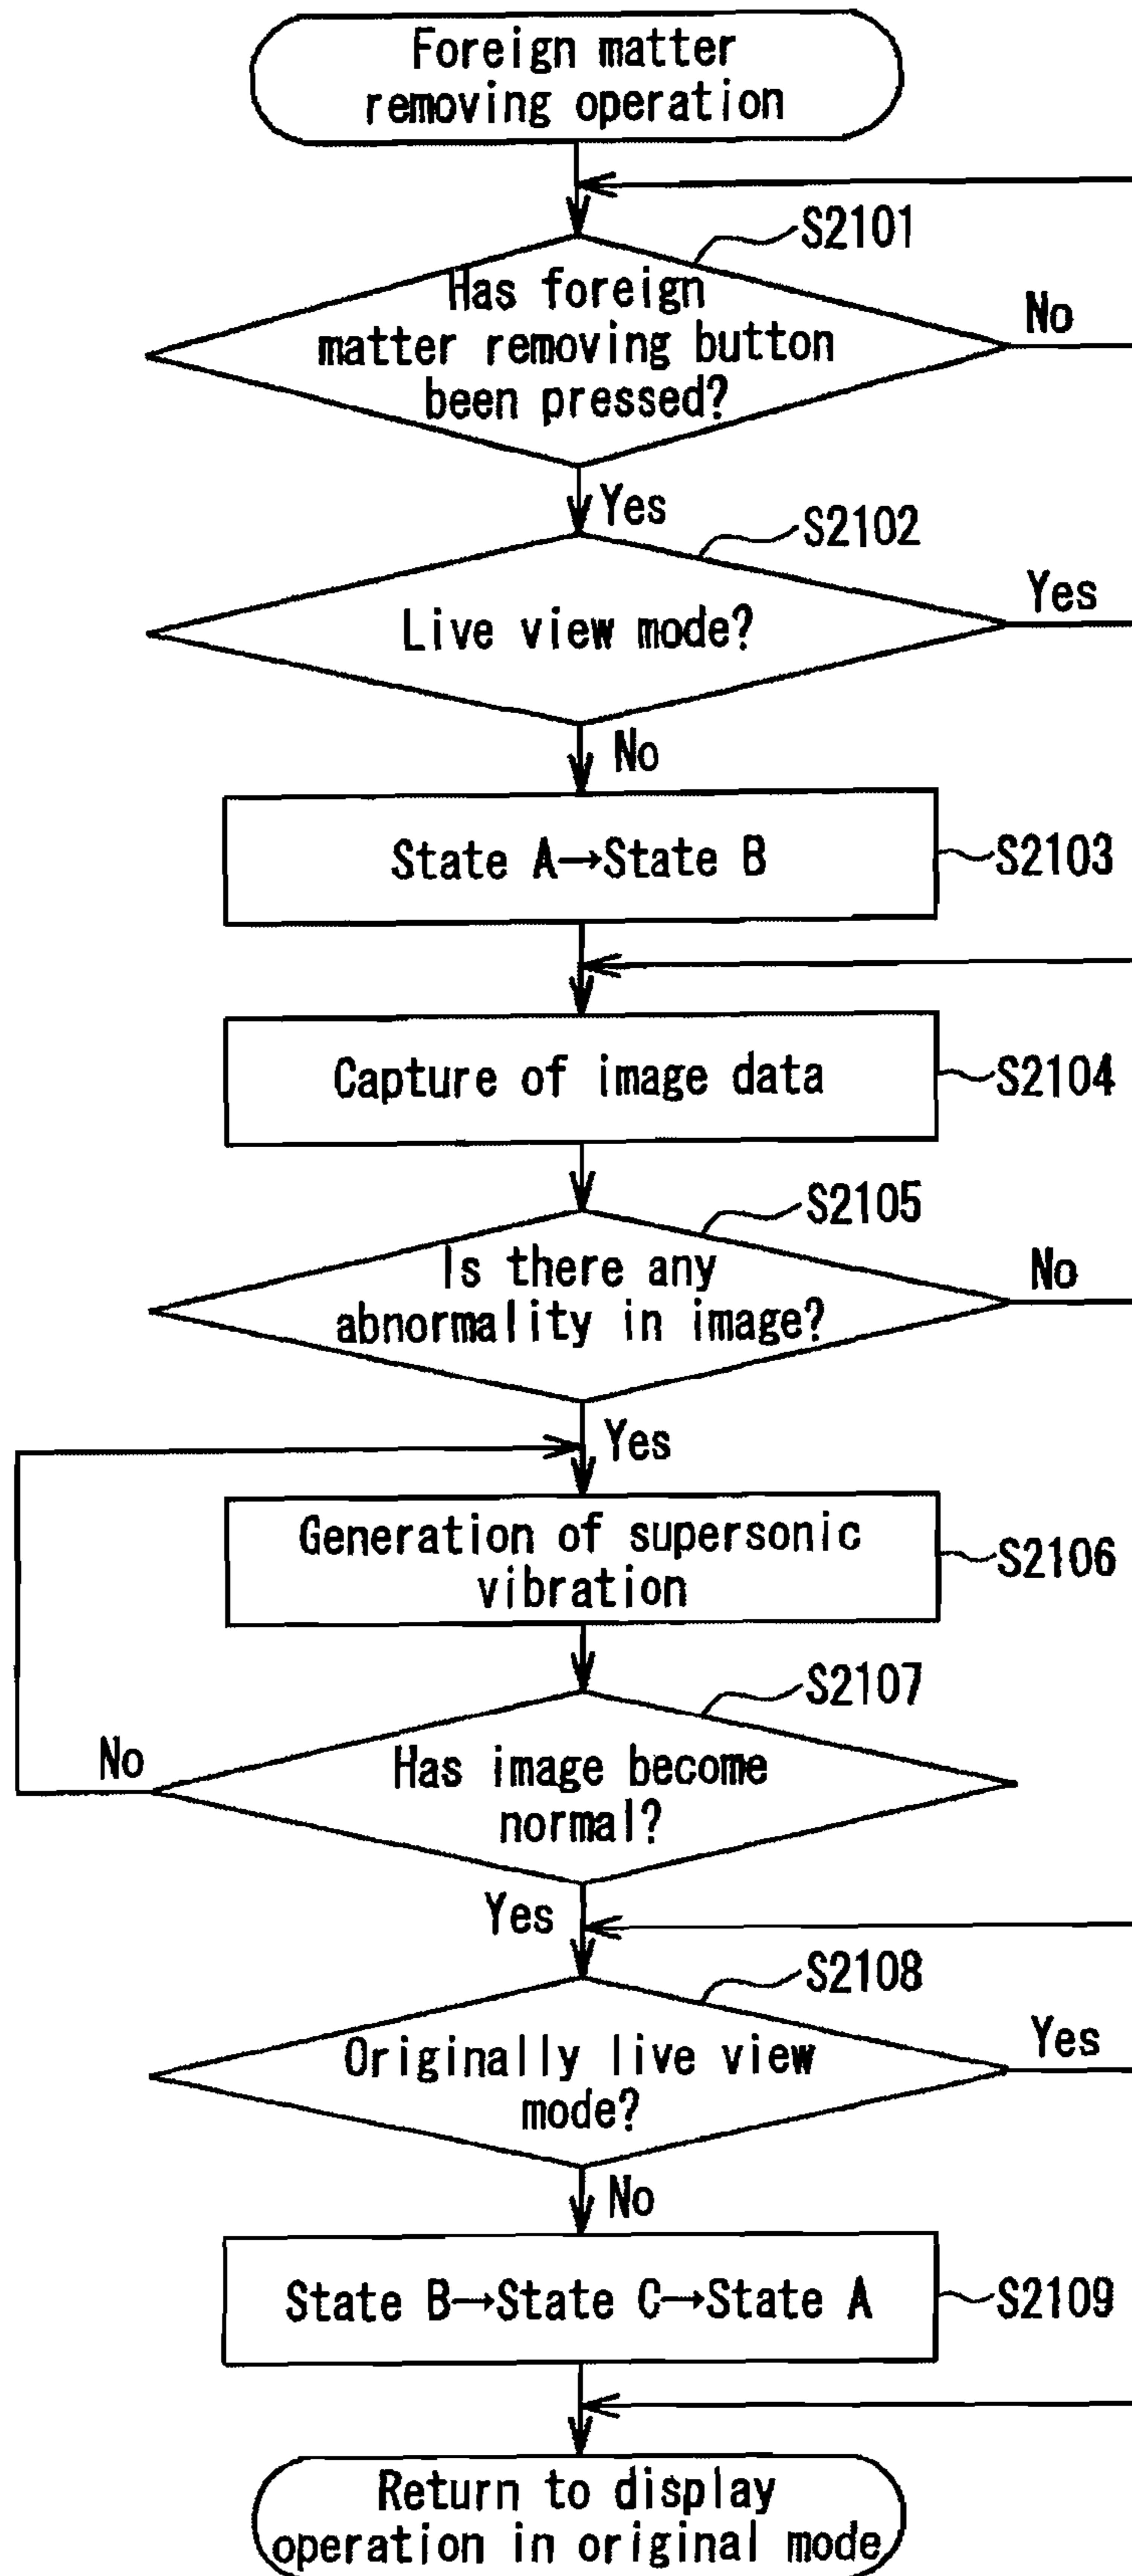 Foreign matter
removing operation
S2101
Has foreign
matter removing button
been pressed?
No
Yes
S2102
Live view mode?
Yes
No
State A→State B
S2103
Capture of image data
S2104
S2105
Is there any
abnormality in image?
No
Yes
Generation of supersonic
vibration
S2106
S2107
Has image become
normal?
No
Yes
S2108
Originally live view
mode?
Yes
No
State B→State C→State A
S2109
Return to display
operation in original mode